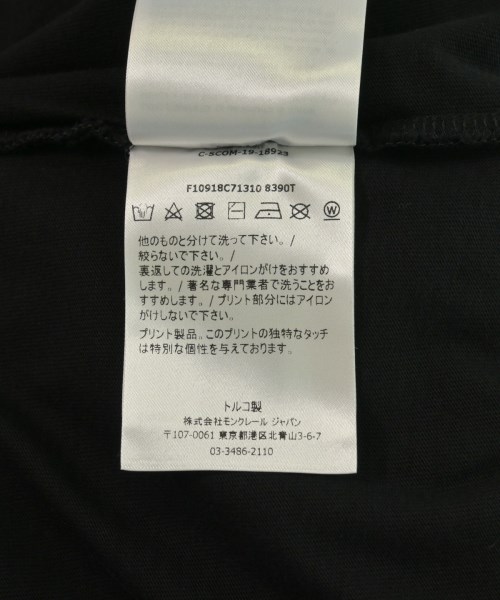 C-SCOM-19-18923
F10918C71310 8390T
W
他のものと分けて洗って下さい。/
絞らないで下さい。/
裏返しての洗濯とアイロンがけをおすすめ
します。/ 著名な専門業者で洗うことをお
すすめします。/ プリント部分にはアイロン
がけしないで下さい。
プリント製品。このプリントの独特なタッチ
は特別な個性を与えております。
トルコ製
株式会社モンクレール ジャパン
〒107-0061 東京都港区北青山3-6-7
03-3486-2110